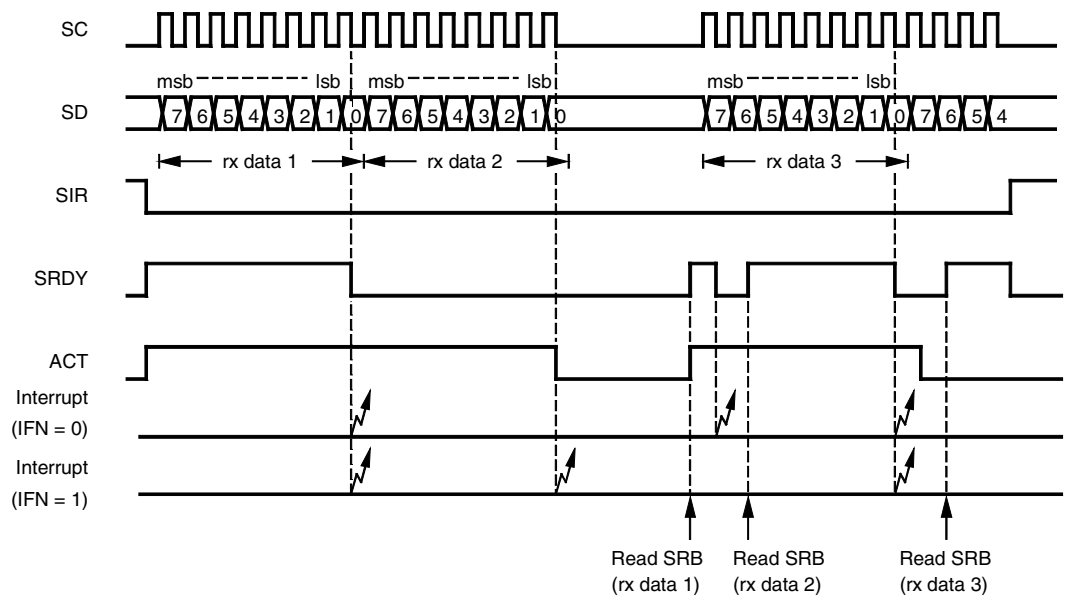 SC
msb lsb msb lsb msb lsb
SD 7 6 5 4 3 2 1 0 7 6 5 4 3 2 1 0 7 6 5 4 3 2 1 0 7 6 5 4
rx data 1 rx data 2 rx data 3
SIR
SRDY
ACT
Interrupt
(IFN = 0)
Interrupt
(IFN = 1)
Read SRB Read SRB Read SRB
(rx data 1) (rx data 2) (rx data 3)